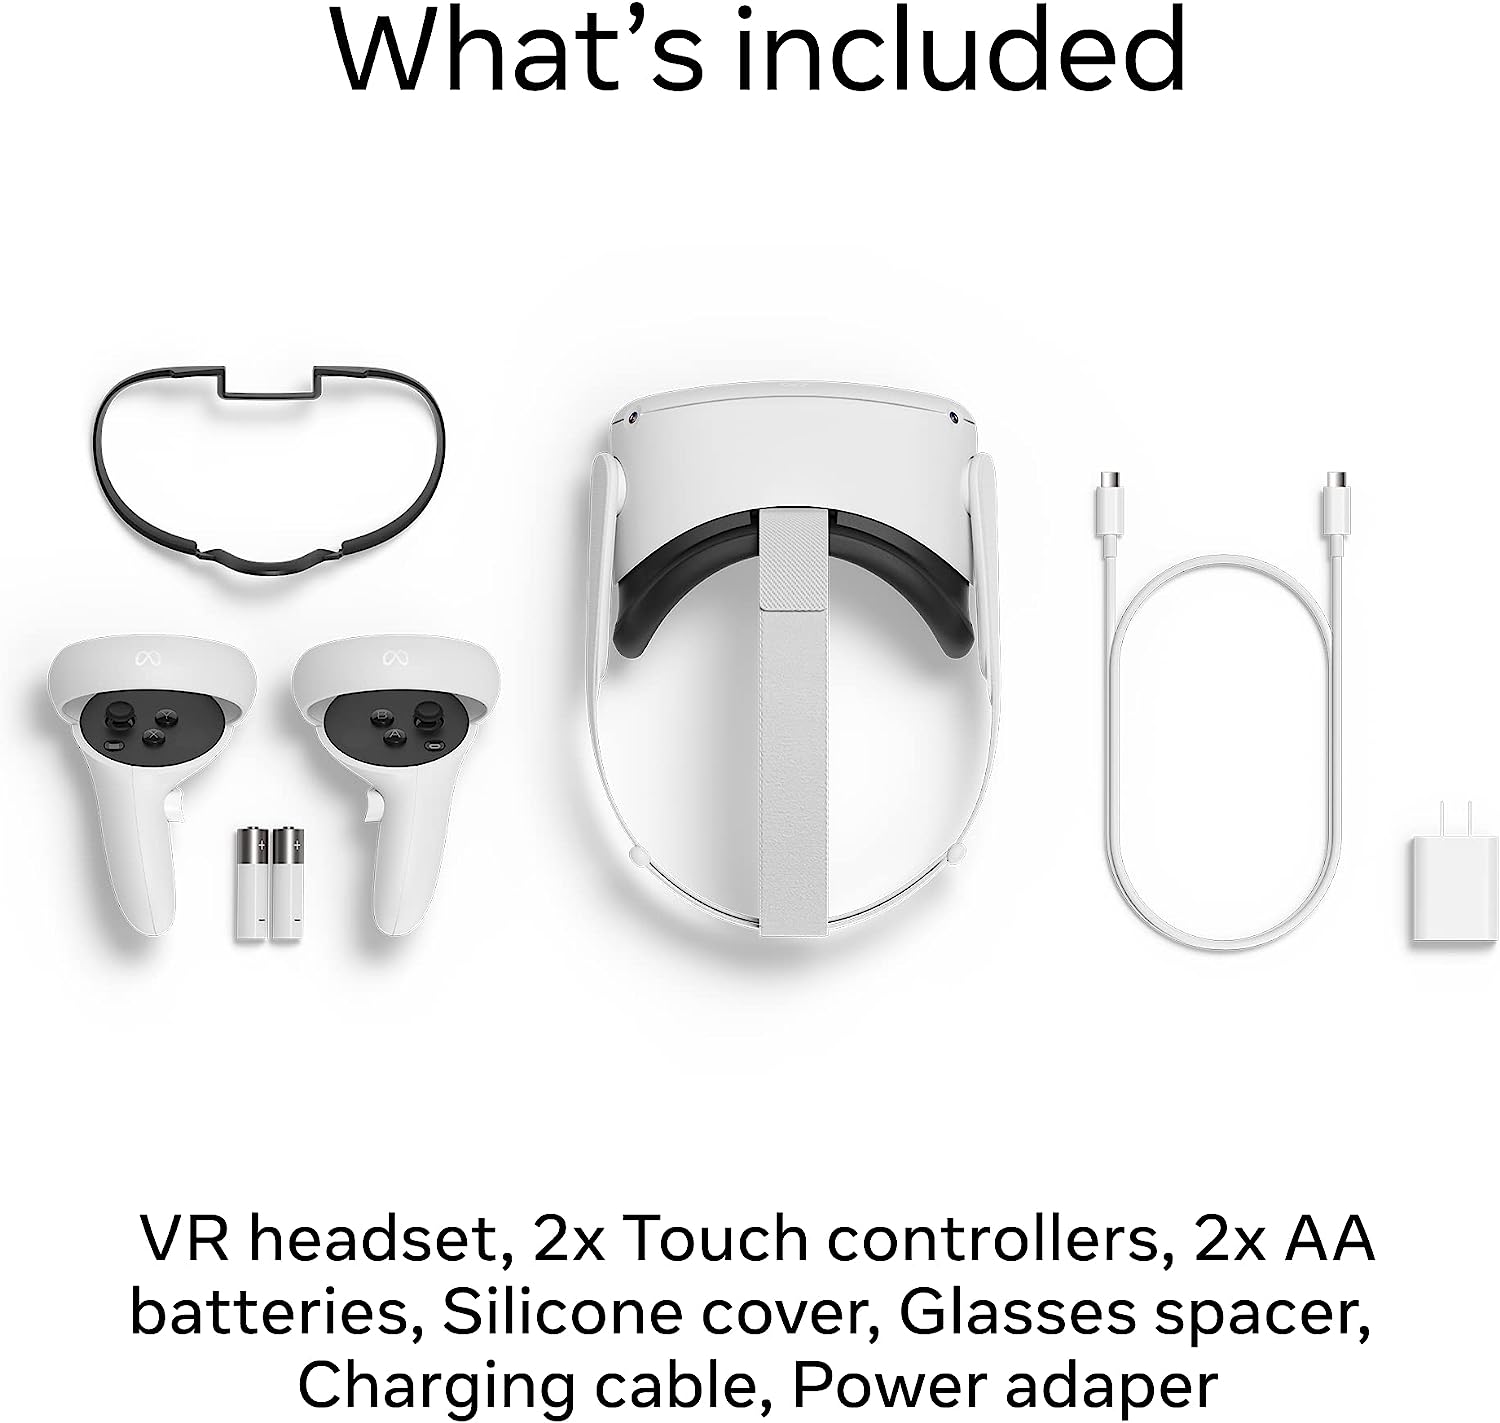 What’s included
Y
X
B
A
+ +
- -
VR headset, 2x Touch controllers, 2x AA
batteries, Silicone cover, Glasses spacer,
Charging cable, Power adaper